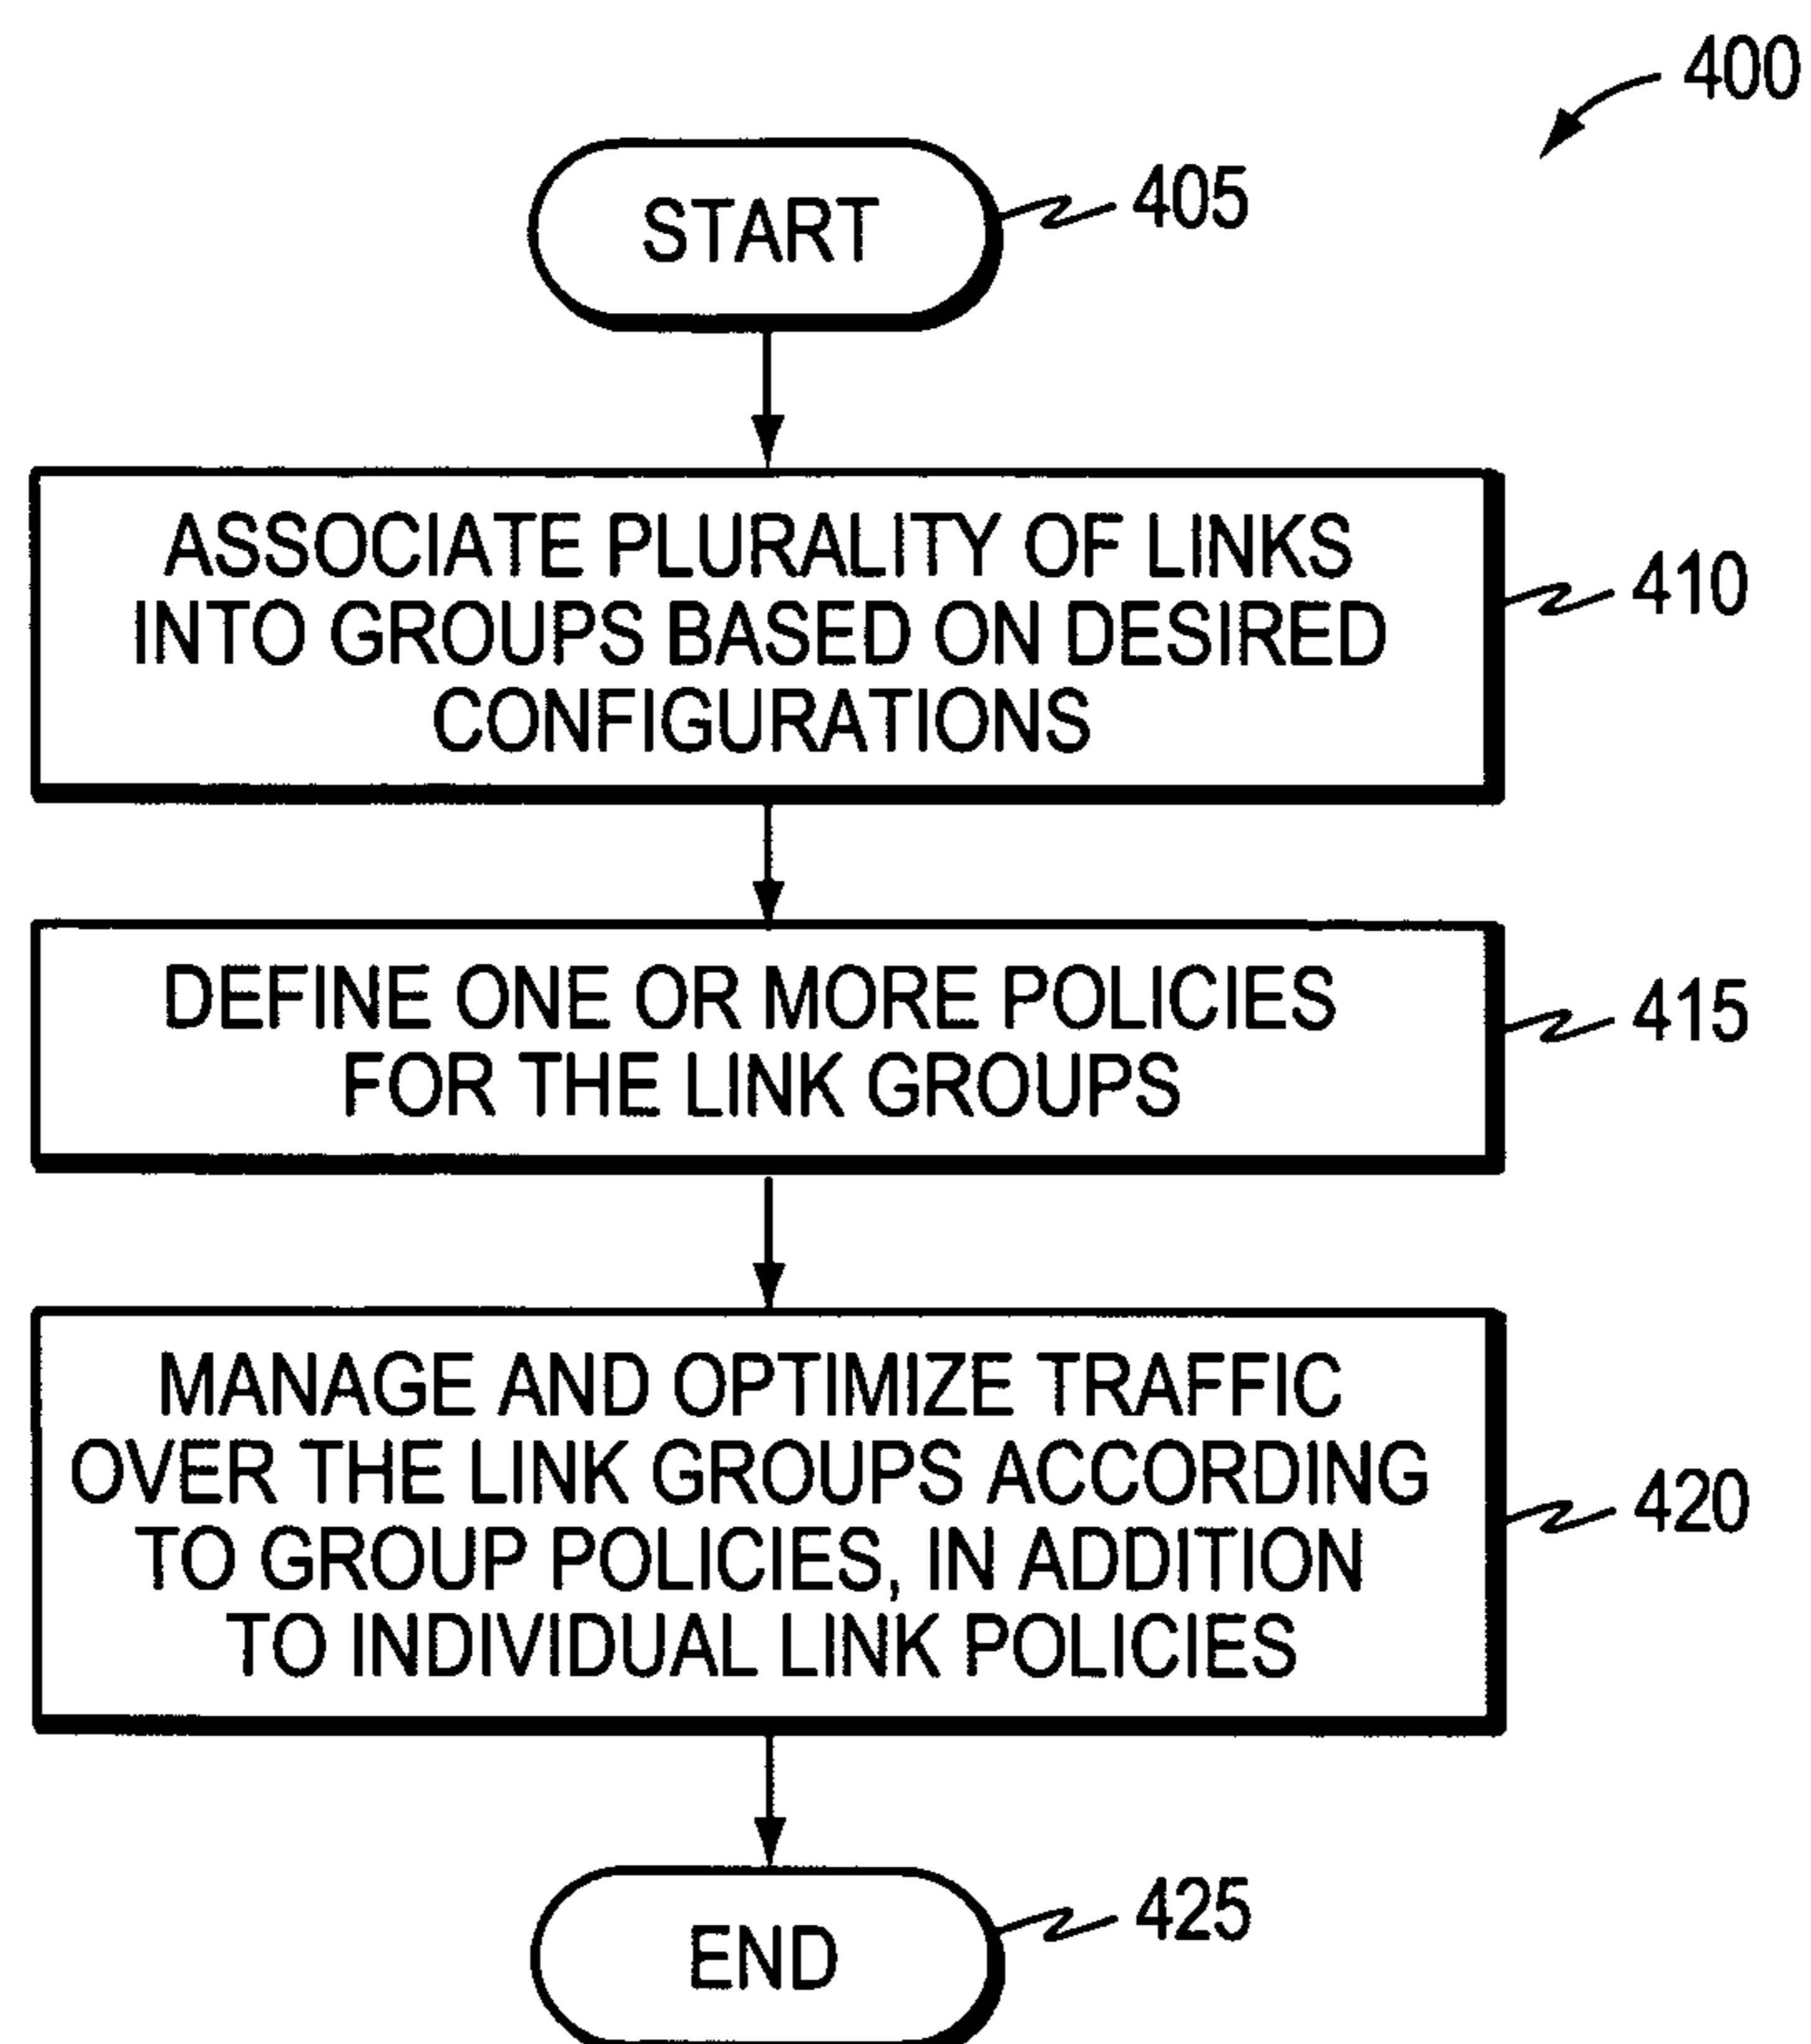 400
START
405
ASSOCIATE PLURALITY OF LINKS
INTO GROUPS BASED ON DESIRED
CONFIGURATIONS
410
DEFINE ONE OR MORE POLICIES
FOR THE LINK GROUPS
415
MANAGE AND OPTIMIZE TRAFFIC
OVER THE LINK GROUPS ACCORDING
TO GROUP POLICIES, IN ADDITION
TO INDIVIDUAL LINK POLICIES
420
END
425